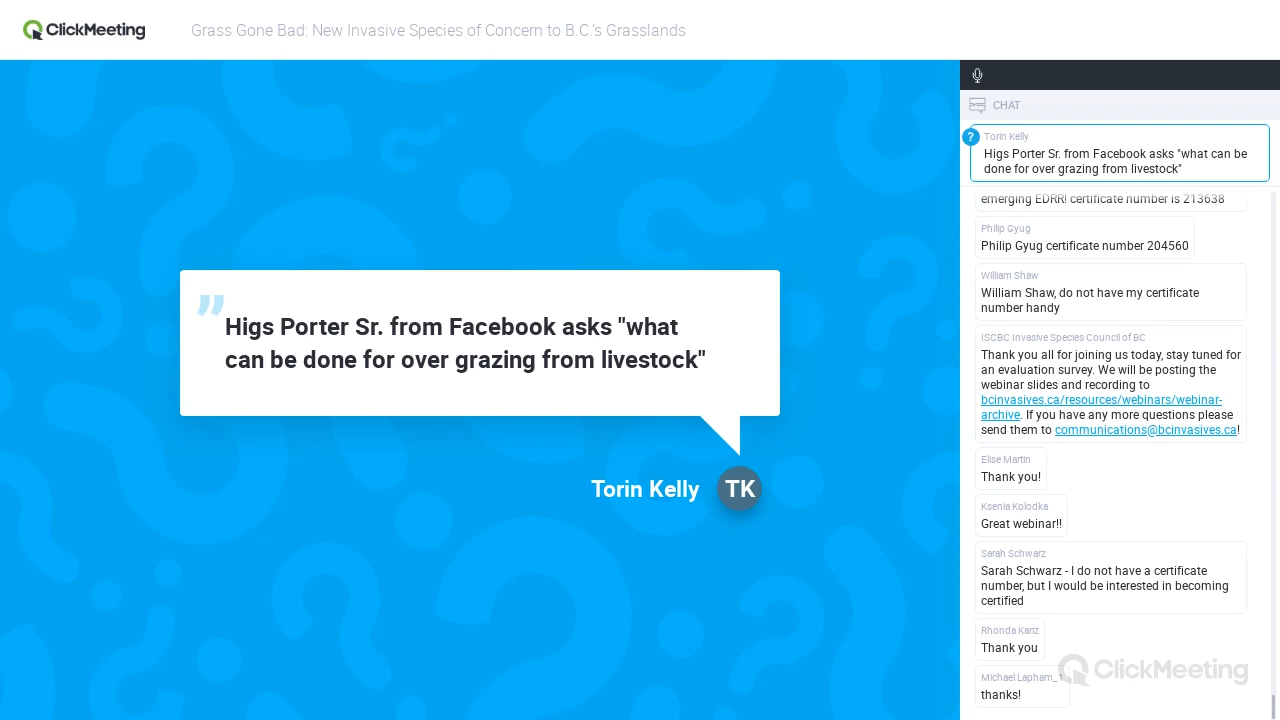 ClickMeeting
Grass Gone Bad: New Invasive Species of Concern to B.C.'s Grasslands
"
Higs Porter Sr. from Facebook asks "what
can be done for over grazing from livestock"
Torin Kelly
TK
CHAT
?
Torin Kelly
Higs Porter Sr. from Facebook asks "what can be
done for over grazing from livestock"
emerging EDRR! certificate number is 213638
Philip Gyug
Philip Gyug certificate number 204560
William Shaw
William Shaw, do not have my certificate
number handy
ISCBC Invasive Species Council of BC
Thank you all for joining us today, stay tuned for
an evaluation survey. We will be posting the
webinar slides and recording to
bcinvasives.ca/resources/webinars/webinar-
archive. If you have any more questions please
send them to communications@bcinvasives.ca!
Elise Martin
Thank you!
Ksenia Kolodka
Great webinar!!
Sarah Schwarz
Sarah Schwarz - I do not have a certificate
number, but I would be interested in becoming
certified
Rhonda Kariz
Thank you
Michael Lapham_1
thanks!
ClickMeeting